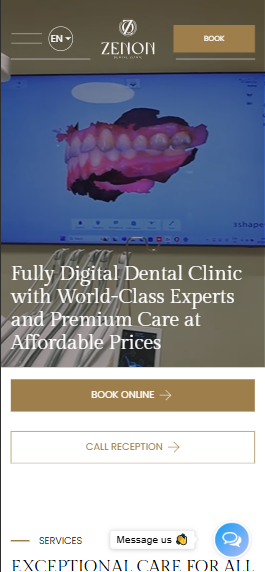 EN
ZENON
DENTAL CLINIC
BOOK
3shape
Fully Digital Dental Clinic
with World-Class Experts
and Premium Care at
Affordable Prices
BOOK ONLINE
CALL RECEPTION
SERVICES
Message us 👋
EXCEPTIONAL CARE FOR ALL